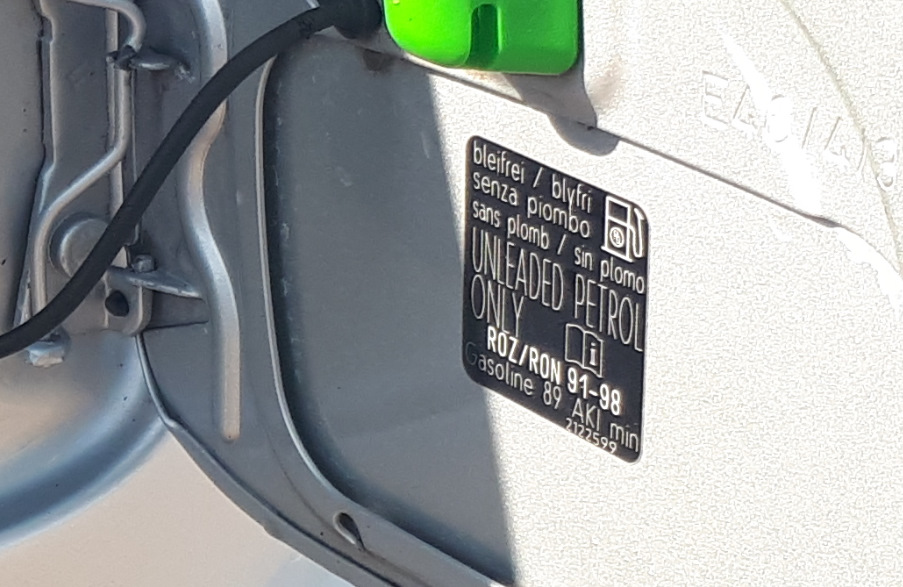 bleifrei / blyfri
senza piombo
sans plomb / sin plomo
UNLEADED PETROL
ONLY
ROZ/RON 91-98
Gasoline 89 AKI min
2122599